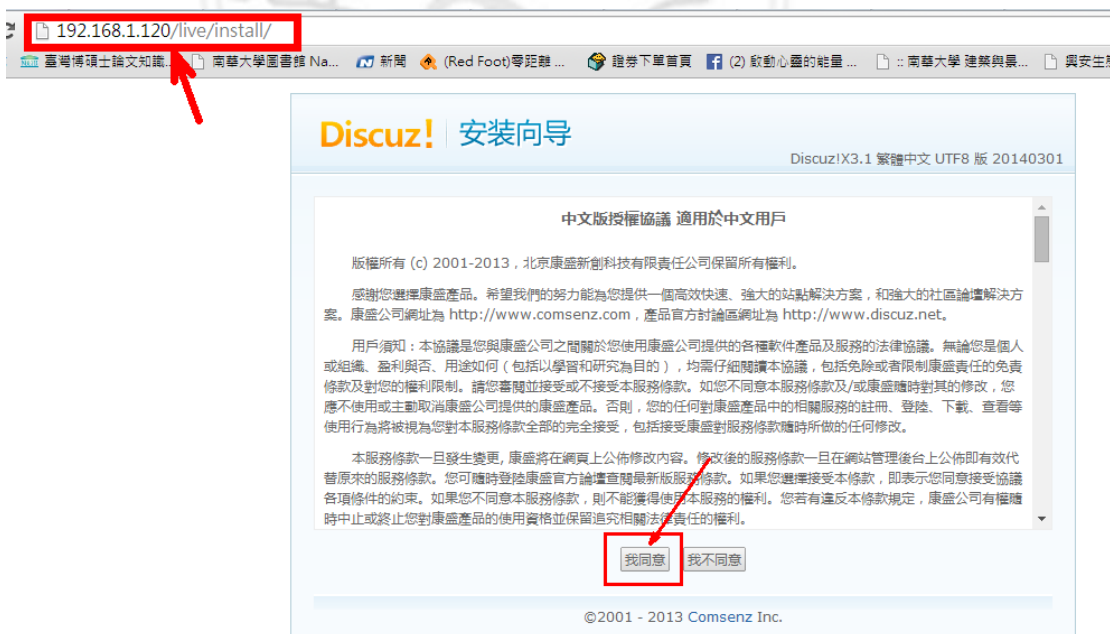 192.168.1.120/live/install/
臺灣博碩士論文知識... 南華大學圖書館 Na... 新聞 (Red Foot)零距離 ... 證券下單首頁 (2) 啟動心靈的能量 ... :: 南華大學 建築與景... 興安生態
Discuz! 安装向导
Discuz!X3.1 繁體中文 UTF8 版 20140301
中文版授權協議 適用於中文用戶
版權所有 (c) 2001-2013，北京康盛新創科技有限責任公司保留所有權利。
感謝您選擇康盛產品。希望我們的努力能為您提供一個高效快速、強大的站點解決方案，和強大的社區論壇解決方
案。康盛公司網址為 http://www.comsenz.com，產品官方討論區網址為 http://www.discuz.net。
用戶須知：本協議是您與康盛公司之間關於您使用康盛公司提供的各種軟件產品及服務的法律協議。無論您是個人
或組織、盈利與否、用途如何（包括以學習和研究為目的），均需仔細閱讀本協議，包括免除或者限制康盛責任的免責
條款及對您的權利限制。請您審閱並接受或不接受本服務條款。如您不同意本服務條款及/或康盛隨時對其的修改，您
應不使用或主動取消康盛公司提供的康盛產品。否則，您的任何對康盛產品中的相關服務的註冊、登陸、下載、查看等
使用行為將被視為您對本服務條款全部的完全接受，包括接受康盛對服務條款隨時所做的任何修改。
本服務條款一旦發生變更, 康盛將在網頁上公佈修改內容。修改後的服務條款一旦在網站管理後台上公佈即有效代
替原來的服務條款。您可隨時登陸康盛官方論壇查閱最新版服務條款。如果您選擇接受本條款，即表示您同意接受協議
各項條件的約束。如果您不同意本服務條款，則不能獲得使用本服務的權利。您若有違反本條款規定，康盛公司有權隨
時中止或終止您對康盛產品的使用資格並保留追究相關法律責任的權利。
我同意 我不同意
©2001 - 2013 Comsenz Inc.